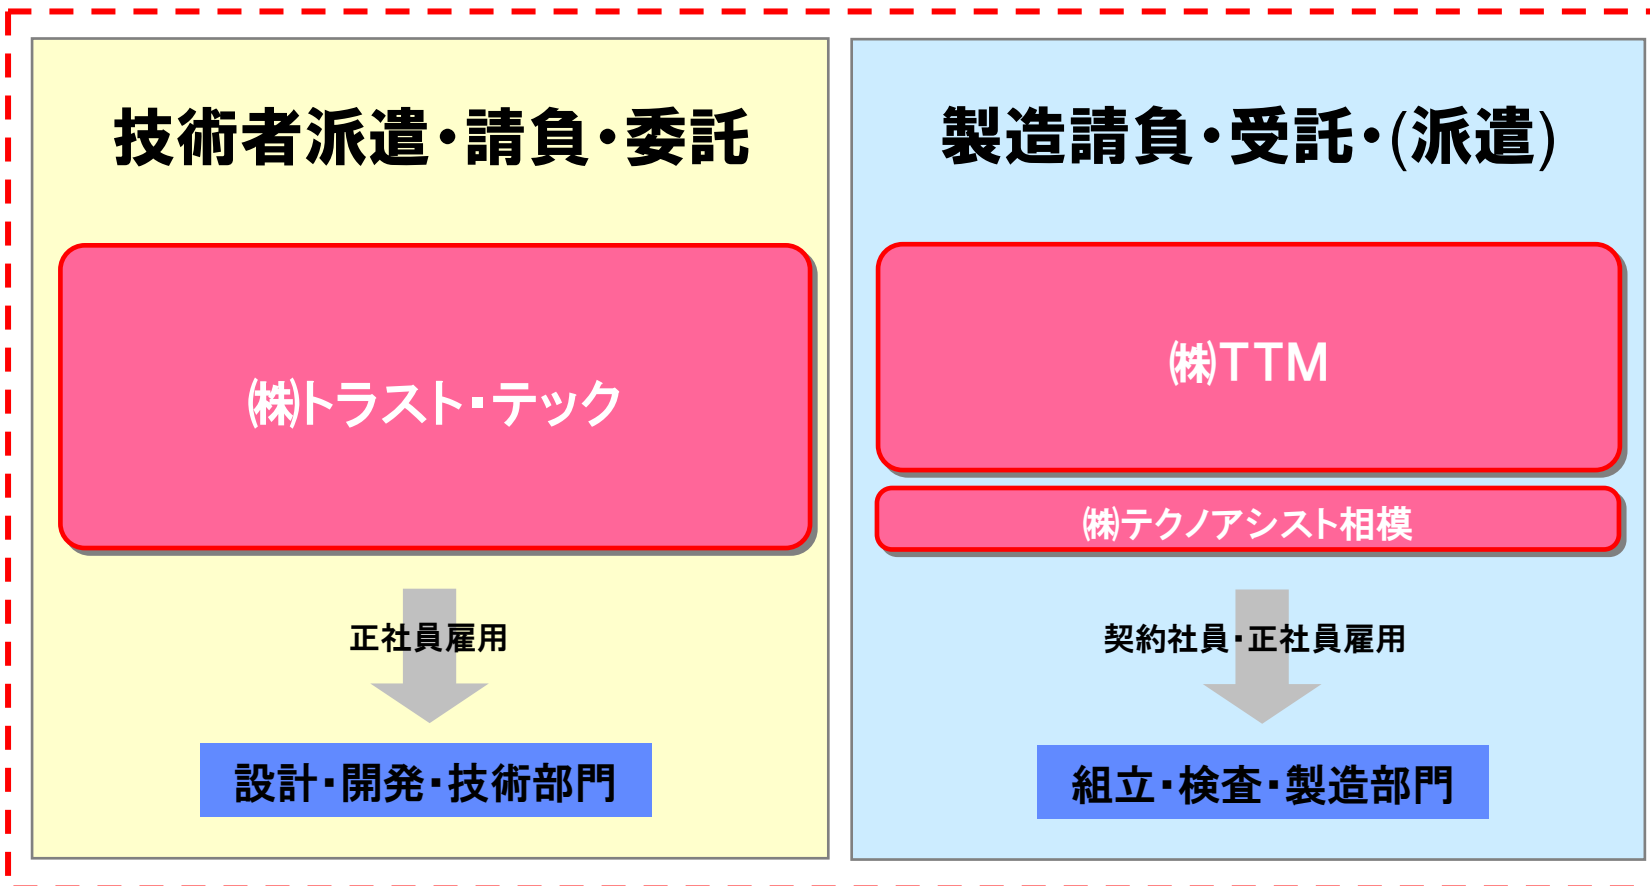 技術者派遣・請負・委託
㈱トラスト・テック
正社員雇用
設計・開発・技術部門
製造請負・受託・(派遣)
㈱TTM
㈱テクノアシスト相模
契約社員・正社員雇用
組立・検査・製造部門